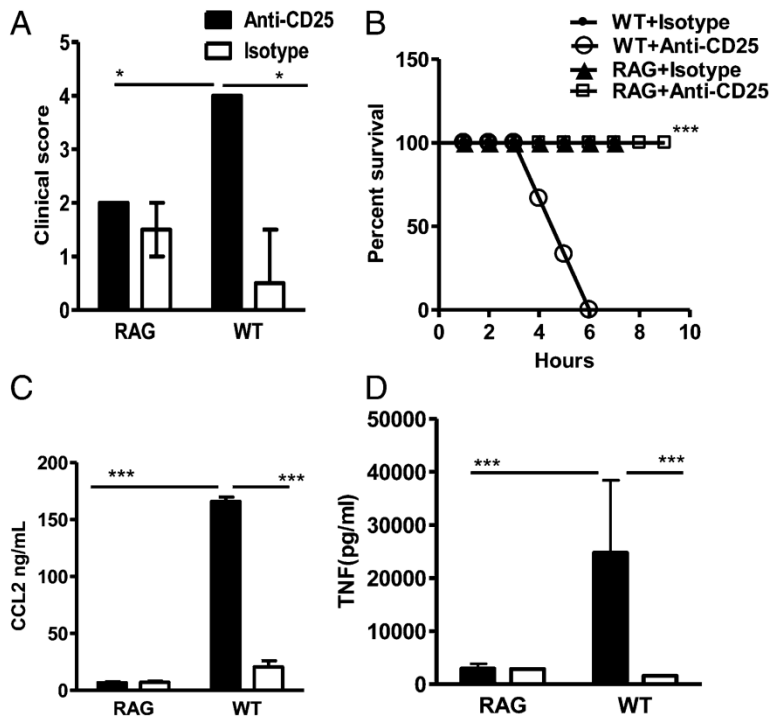 A
Anti-CD25
Isotype
Clinical score
5
4
3
2
1
0
*
*
RAG
WT
B
WT+Isotype
WT+Anti-CD25
RAG+Isotype
RAG+Anti-CD25
Percent survival
150
100
50
0
***
0 2 4 6 8 10
Hours
C
CCL2 ng/mL
200
150
100
50
0
***
***
RAG
WT
D
TNF(pg/ml)
50000
40000
30000
20000
10000
0
***
***
RAG
WT